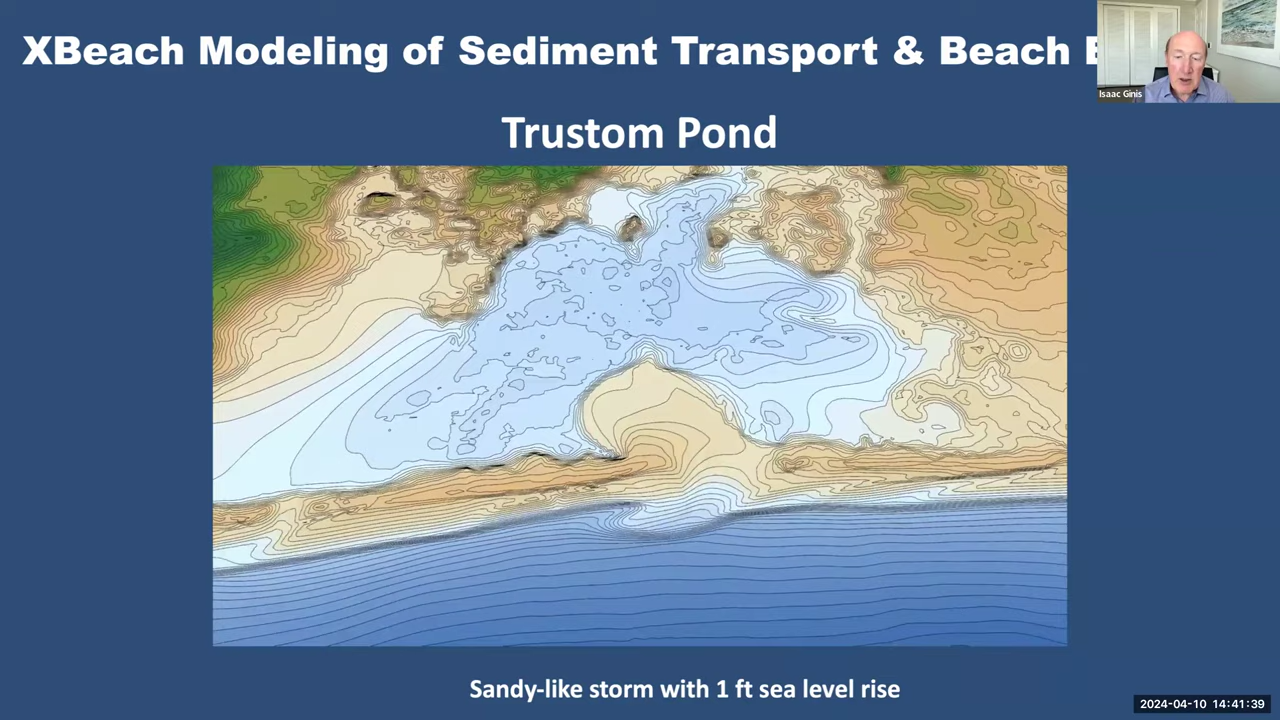 XBeach Modeling of Sediment Transport & Beach
Isaac Ginis
Trustom Pond
Sandy-like storm with 1 ft sea level rise
2024-04-10 14:41:39